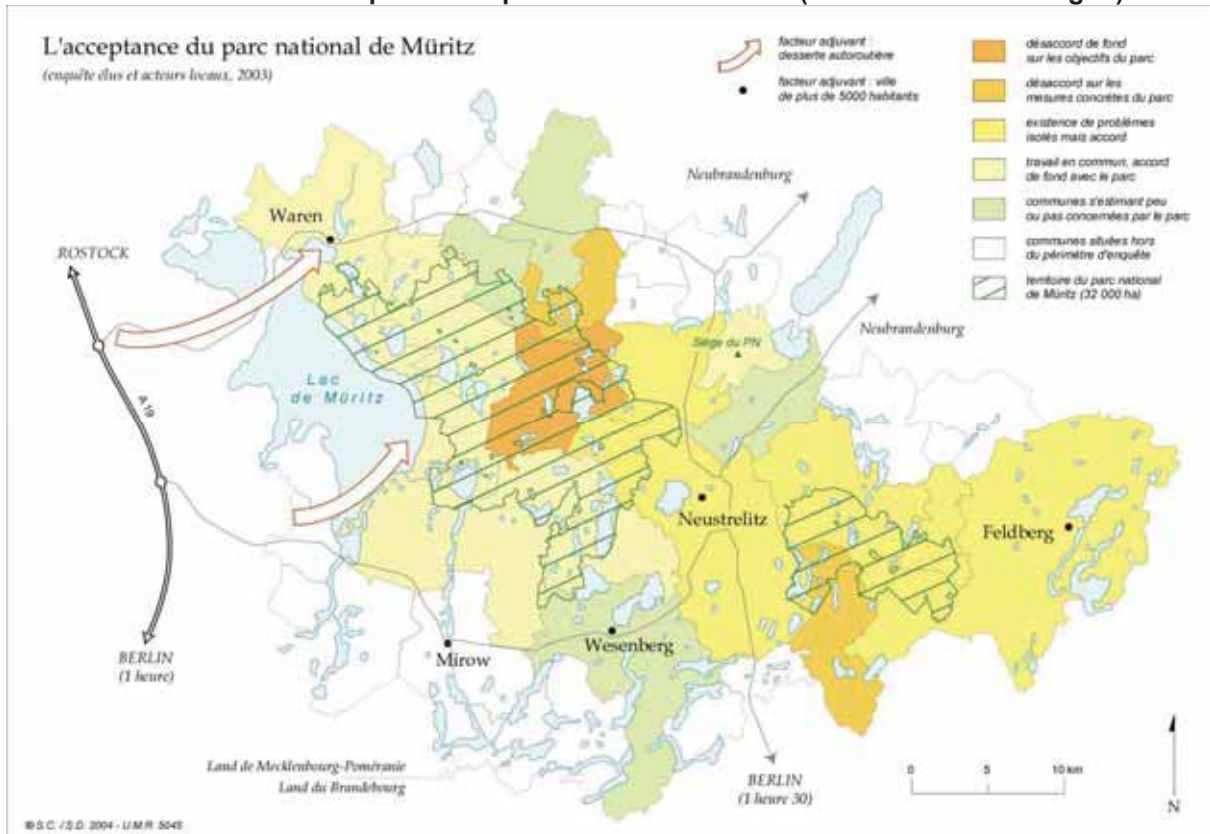 L'acceptance du parc national de Müritz
(enquête élus et acteurs locaux, 2003)
facteur adjuvant :
desserte autoroutière
facteur adjuvant : ville
de plus de 5000 habitants
désaccord de fond
sur les objectifs du parc
désaccord sur les
mesures concrètes du parc
existence de problèmes
isolés mais accord
travail en commun, accord
de fond avec le parc
communes s'estimant peu
ou pas concernées par le parc
communes situées hors
du périmètre d'enquête
territoire du parc national
de Müritz (32 000 ha)
Neubrandenburg
Waren
ROSTOCK
Neubrandenburg
Siège du PN
Lac
de Müritz
A 19
Neustrelitz
Feldberg
Wesenberg
Mirow
BERLIN
(1 heure)
Land de Mecklenbourg-Poméranie
Land du Brandebourg
BERLIN
(1 heure 30)
0 5 10 km
N
© S.C. / S.D. 2004 - U.M.R. 5045